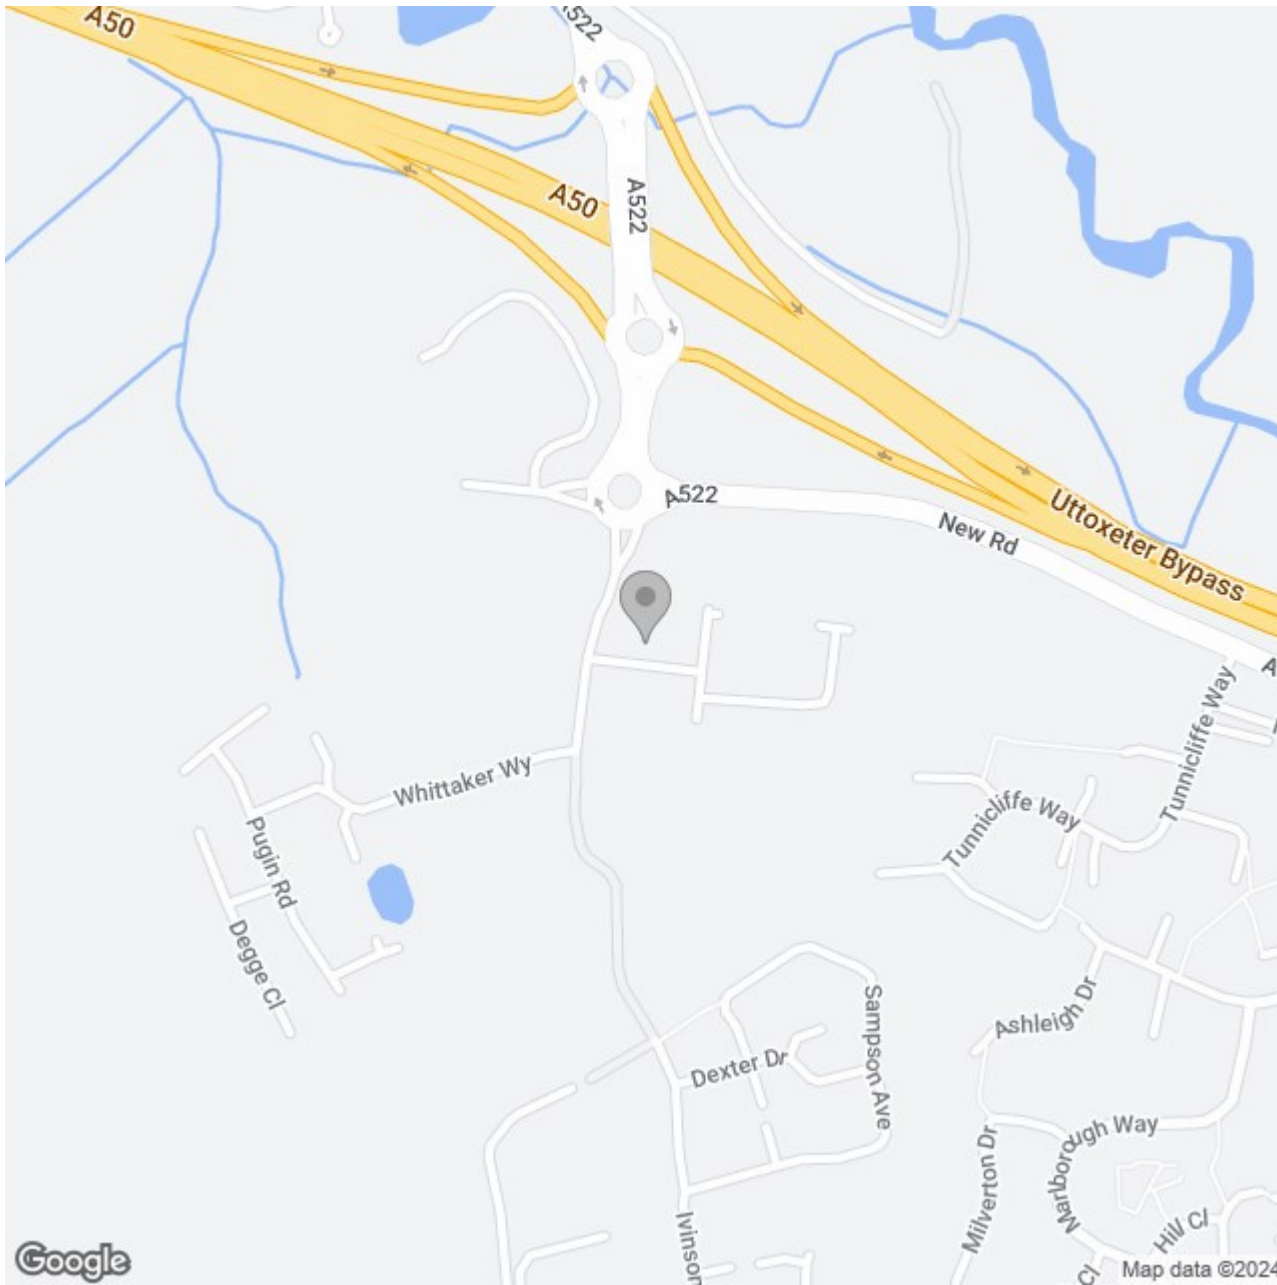 A50
A522
A522
A50
A522
New Rd
Uttoxeter Bypass
Tunnicliffe Way
Whittaker Wy
Tunnicliffe Way
Pugin Rd
Degge Cl
Sampson Ave
Ashleigh Dr
Dexter Dr
Milverton Dr
Marlborough Way
Ivinson
Hill Cl
Cl
Google
Map data ©2024